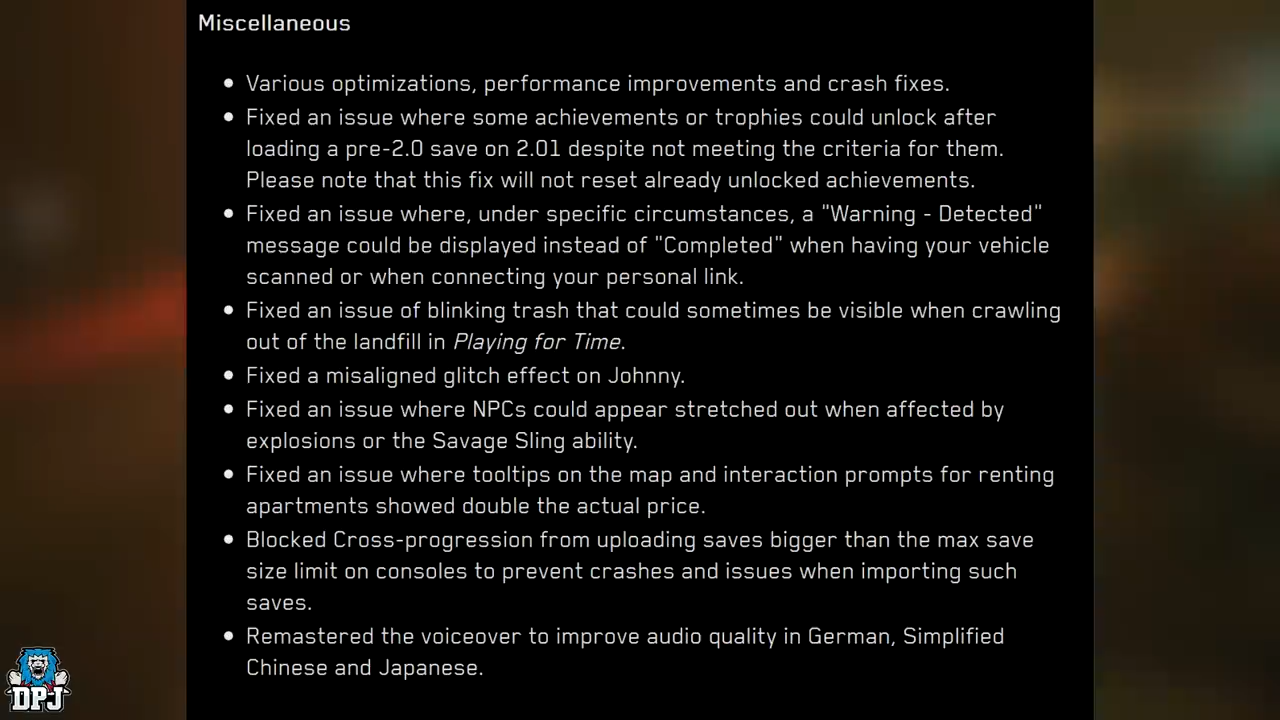 Miscellaneous
Various optimizations, performance improvements and crash fixes.
Fixed an issue where some achievements or trophies could unlock after
loading a pre-2.0 save on 2.01 despite not meeting the criteria for them.
Please note that this fix will not reset already unlocked achievements.
Fixed an issue where, under specific circumstances, a "Warning - Detected"
message could be displayed instead of "Completed" when having your vehicle
scanned or when connecting your personal link.
Fixed an issue of blinking trash that could sometimes be visible when crawling
out of the landfill in Playing for Time.
Fixed a misaligned glitch effect on Johnny.
Fixed an issue where NPCs could appear stretched out when affected by
explosions or the Savage Sling ability.
Fixed an issue where tooltips on the map and interaction prompts for renting
apartments showed double the actual price.
Blocked Cross-progression from uploading saves bigger than the max save
size limit on consoles to prevent crashes and issues when importing such
saves.
Remastered the voiceover to improve audio quality in German, Simplified
Chinese and Japanese.
DPJ